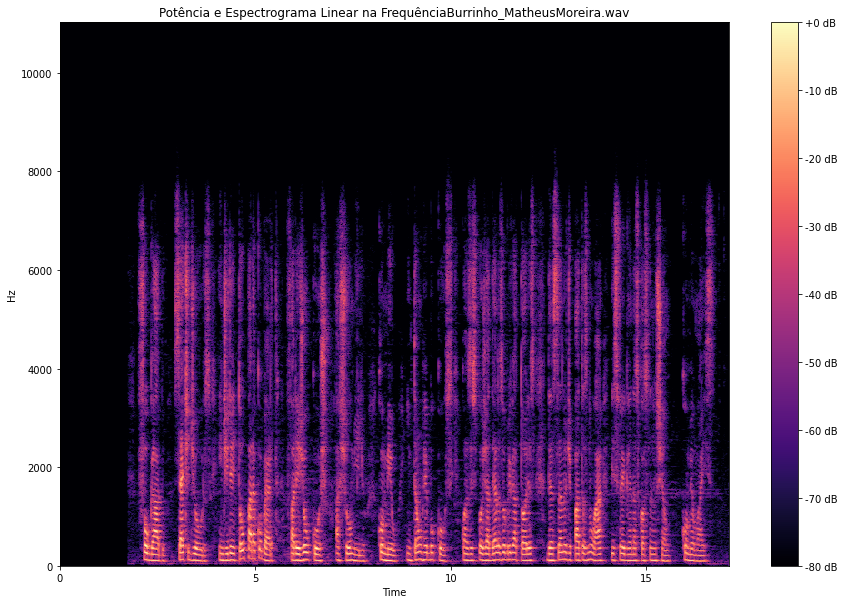 Potência e Espectrograma Linear na FrequênciaBurrinho_MatheusMoreira.wav
Hz
10000
8000
6000
4000
2000
0
0
5
10
15
Time
+0 dB
-10 dB
-20 dB
-30 dB
-40 dB
-50 dB
-60 dB
-70 dB
-80 dB